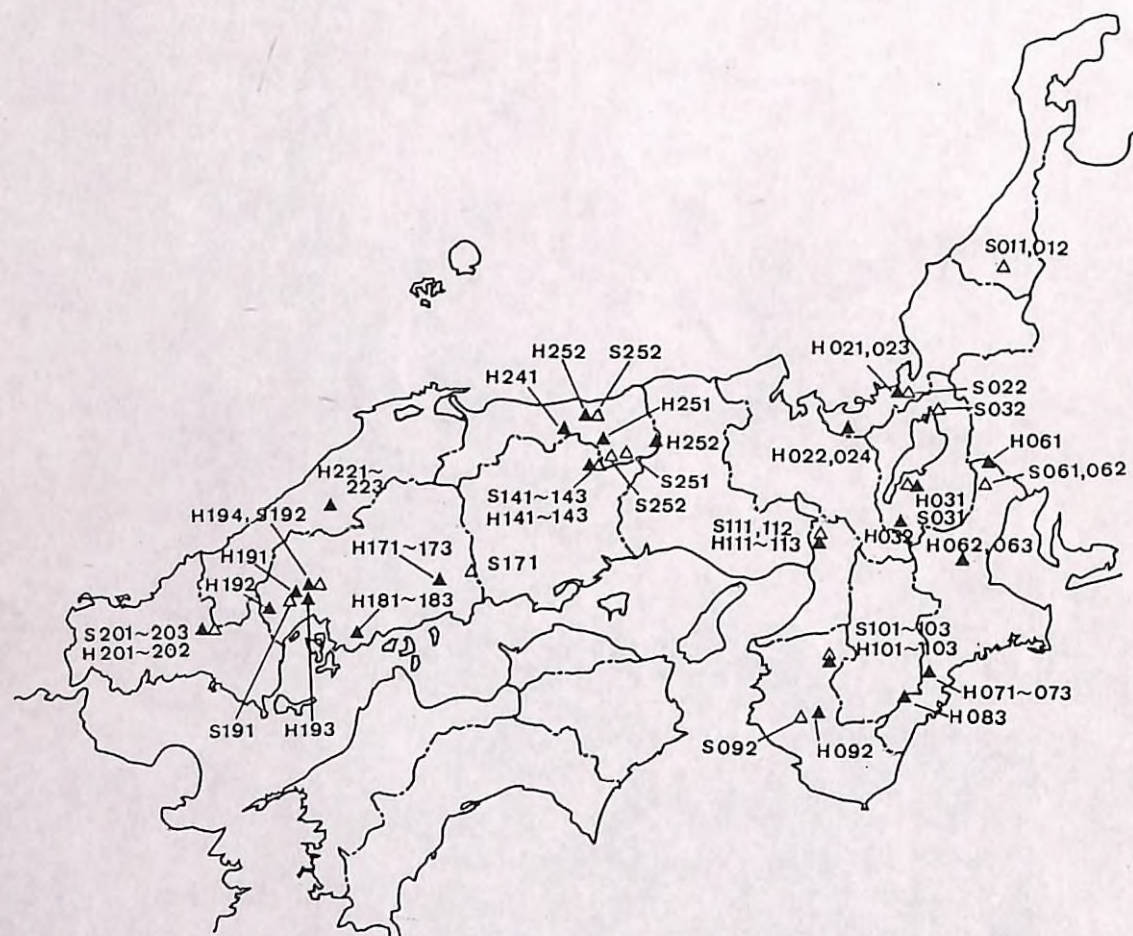 S011,012
H021,023
H252
S252
H241
S022
H251
S032
H252
H061
H022,024
H221~
223
S061,062
S251
H031
S141~143
S252
H194, S192
H141~143
S031
S111,112
H032
H191
H171~173
H111~113
H062,063
S171
H192
H181~183
S201~203
S101~103
H201~202
H101~103
H071~073
H083
S191
H193
S092
H092